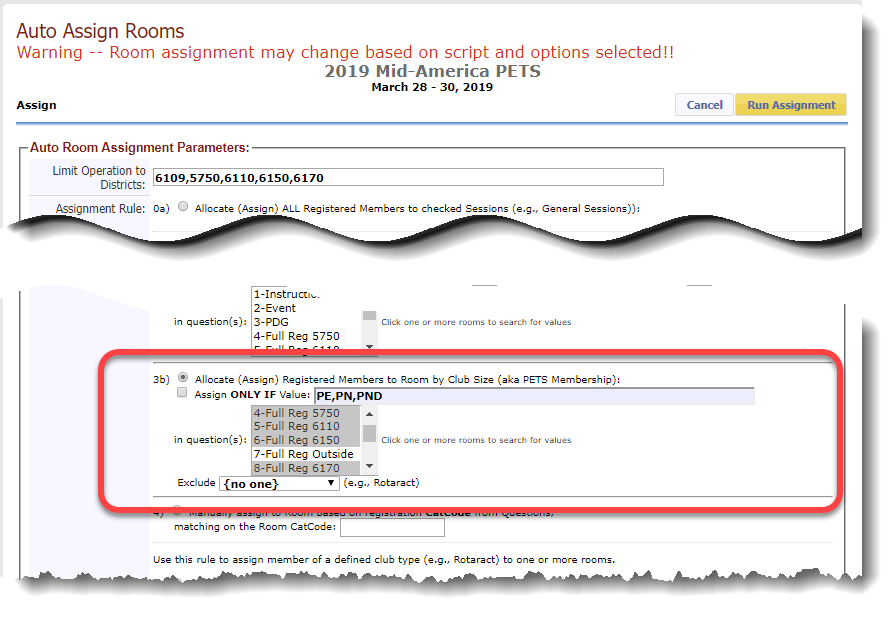 Auto Assign Rooms
Warning -- Room assignment may change based on script and options selected!!
2019 Mid-America PETS
March 28 - 30, 2019
Assign
Cancel
Run Assignment
Auto Room Assignment Parameters:
Limit Operation to Districts:
6109,5750,6110,6150,6170
Assignment Rule: 0a) Allocate (Assign) ALL Registered Members to checked Sessions (e.g., General Sessions)):
1-Instructio
2-Event
3-PDG
4-Full Reg 5750
5-Full Reg 6110
in question(s):
Click one or more rooms to search for values
3b) Allocate (Assign) Registered Members to Room by Club Size (aka PETS Membership):
Assign ONLY IF Value: PE,PN,PND
4-Full Reg 5750
5-Full Reg 6110
6-Full Reg 6150
7-Full Reg Outside
8-Full Reg 6170
in question(s):
Click one or more rooms to search for values
Exclude {no one} (e.g., Rotaract)
4) Manually assign to Room based on registration CatCode from Questions,
matching on the Room CatCode:
Use this rule to assign member of a defined club type (e.g., Rotaract) to one or more rooms.